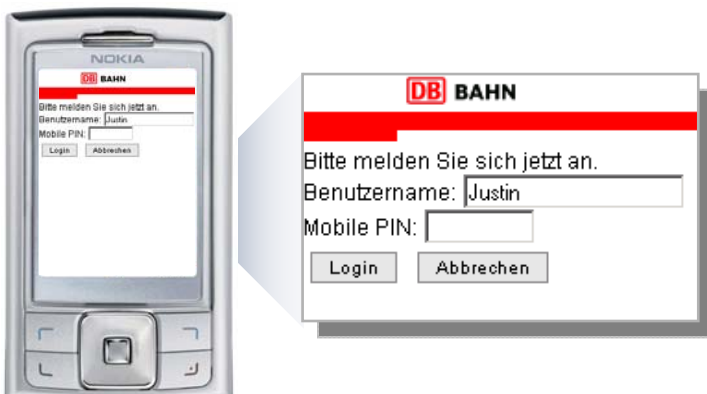 NOKIA
DB BAHN
Bitte melden Sie sich jetzt an.
Benutzername: Justin
Mobile PIN:
Login Abbrechen
DB BAHN
Bitte melden Sie sich jetzt an.
Benutzername: Justin
Mobile PIN:
Login Abbrechen